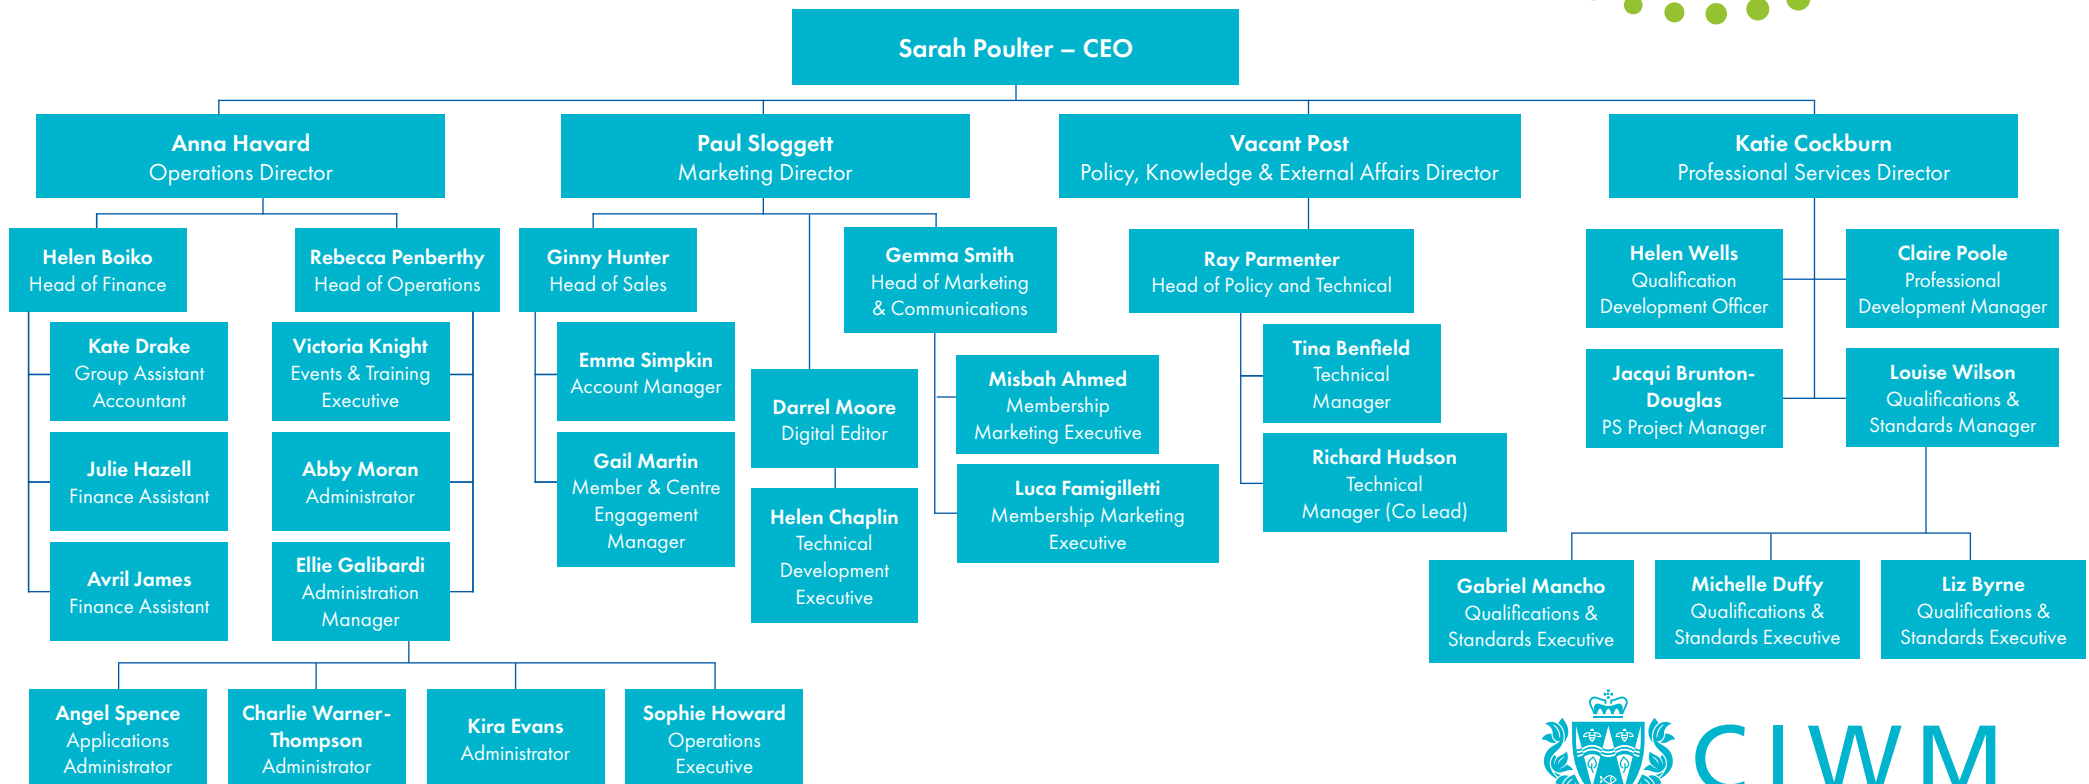 Sarah Poulter – CEO
Anna Havard
Operations Director
Paul Sloggett
Marketing Director
Vacant Post
Policy, Knowledge & External Affairs Director
Katie Cockburn
Professional Services Director
Helen Boiko
Head of Finance
Rebecca Penberthy
Head of Operations
Ginny Hunter
Head of Sales
Gemma Smith
Head of Marketing
& Communications
Ray Parmenter
Head of Policy and Technical
Helen Wells
Qualification
Development Officer
Claire Poole
Professional
Development Manager
Kate Drake
Group Assistant
Accountant
Victoria Knight
Events & Training
Executive
Emma Simpkin
Account Manager
Darrel Moore
Digital Editor
Misbah Ahmed
Membership
Marketing Executive
Tina Benfield
Technical
Manager
Jacqui Brunton-
Douglas
PS Project Manager
Louise Wilson
Qualifications &
Standards Manager
Julie Hazell
Finance Assistant
Abby Moran
Administrator
Gail Martin
Member & Centre
Engagement
Manager
Helen Chaplin
Technical
Development
Executive
Luca Famigilletti
Membership Marketing
Executive
Richard Hudson
Technical
Manager (Co Lead)
Avril James
Finance Assistant
Ellie Galibardi
Administration
Manager
Gabriel Mancho
Qualifications &
Standards Executive
Michelle Duffy
Qualifications &
Standards Executive
Liz Byrne
Qualifications &
Standards Executive
Angel Spence
Applications
Administrator
Charlie Warner-
Thompson
Administrator
Kira Evans
Administrator
Sophie Howard
Operations
Executive
CIWM